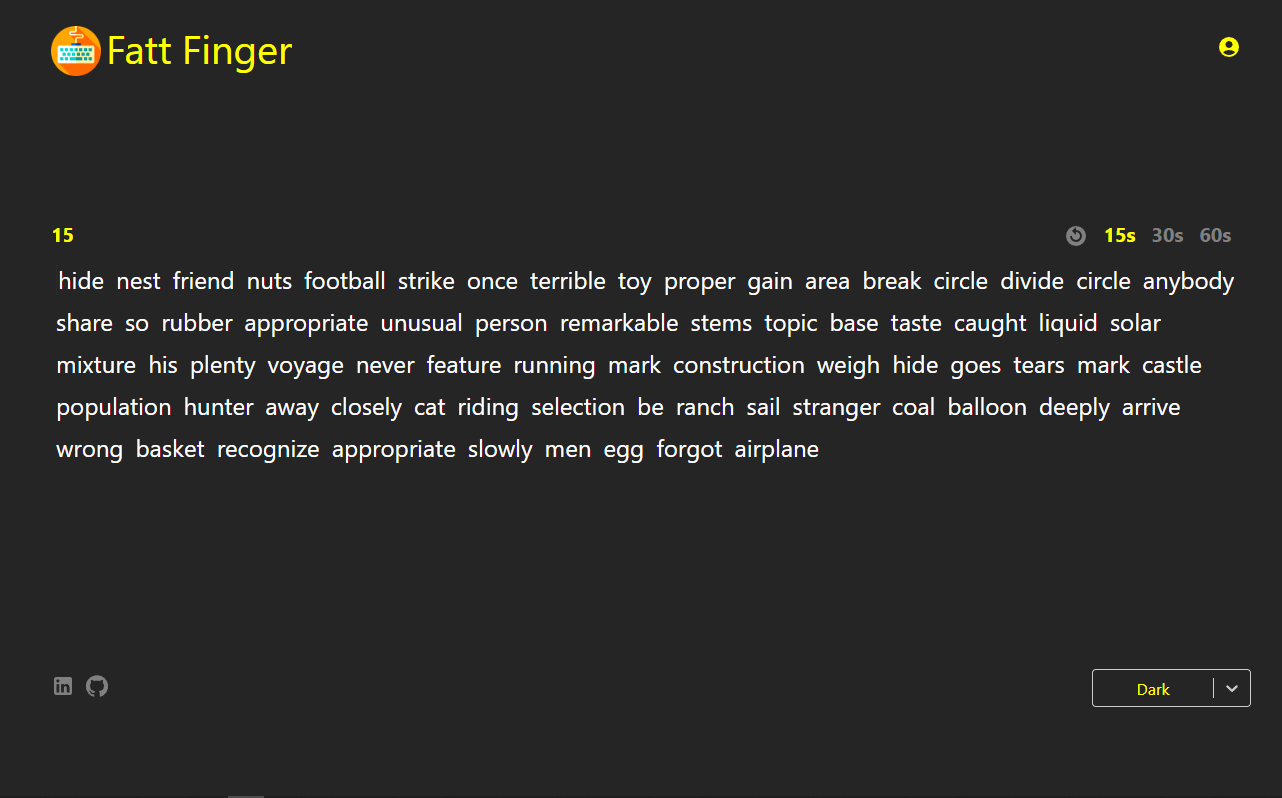 Fatt Finger
15
15s 30s 60s
hide nest friend nuts football strike once terrible toy proper gain area break circle divide circle anybody
share so rubber appropriate unusual person remarkable stems topic base taste caught liquid solar
mixture his plenty voyage never feature running mark construction weigh hide goes tears mark castle
population hunter away closely cat riding selection be ranch sail stranger coal balloon deeply arrive
wrong basket recognize appropriate slowly men egg forgot airplane
in
Dark